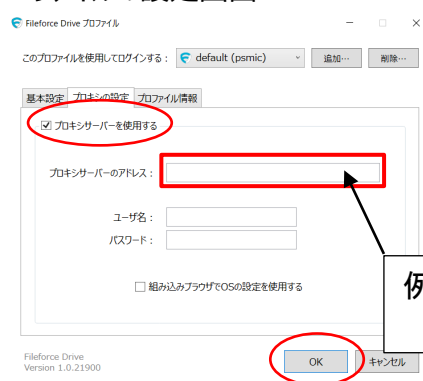 Fileforce Drive プロファイル
このプロファイルを使用してログインする： default (psmic) 追加… 削除…
基本設定 プロキシの設定 プロファイル情報
プロキシサーバーを使用する
プロキシサーバーのアドレス：
ユーザ名：
パスワード：
組み込みブラウザでOSの設定を使用する
例
Fileforce Drive
Version 1.0.21900
OK キャンセル